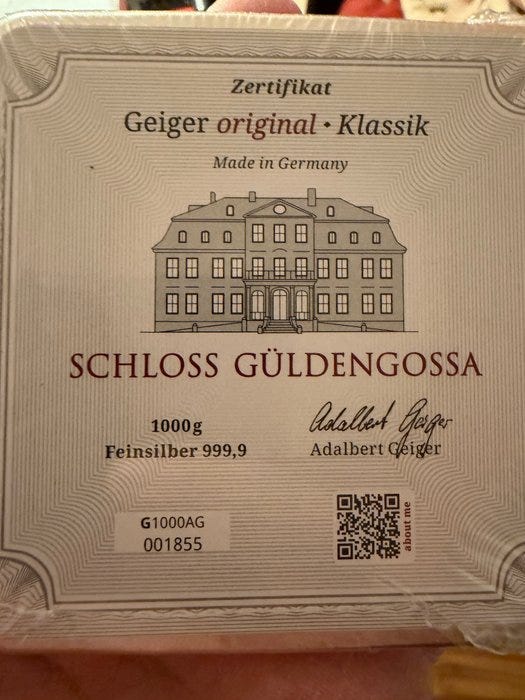 Zertifikat
Geiger original • Klassik
Made in Germany
SCHLOSS GÜLDENGOSSA
1000g
Feinsilber 999,9
Adalbert Geiger
Adalbert Geiger
G1000AG
001855
about me